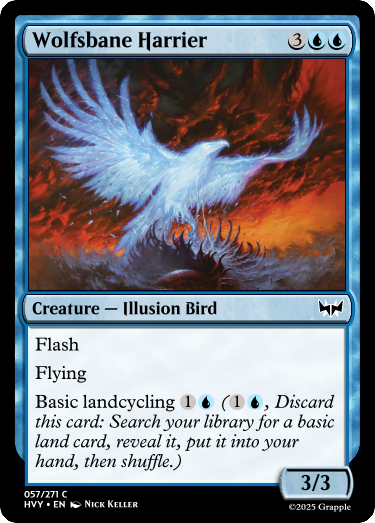 Wolfsbane Harrier 3
Creature — Illusion Bird
Flash
Flying
Basic landcycling 1 (1, Discard
this card: Search your library for a basic
land card, reveal it, put it into your
hand, then shuffle.)
3/3
057/271 C
HVY • EN Nick Keller
©2025 Grapple